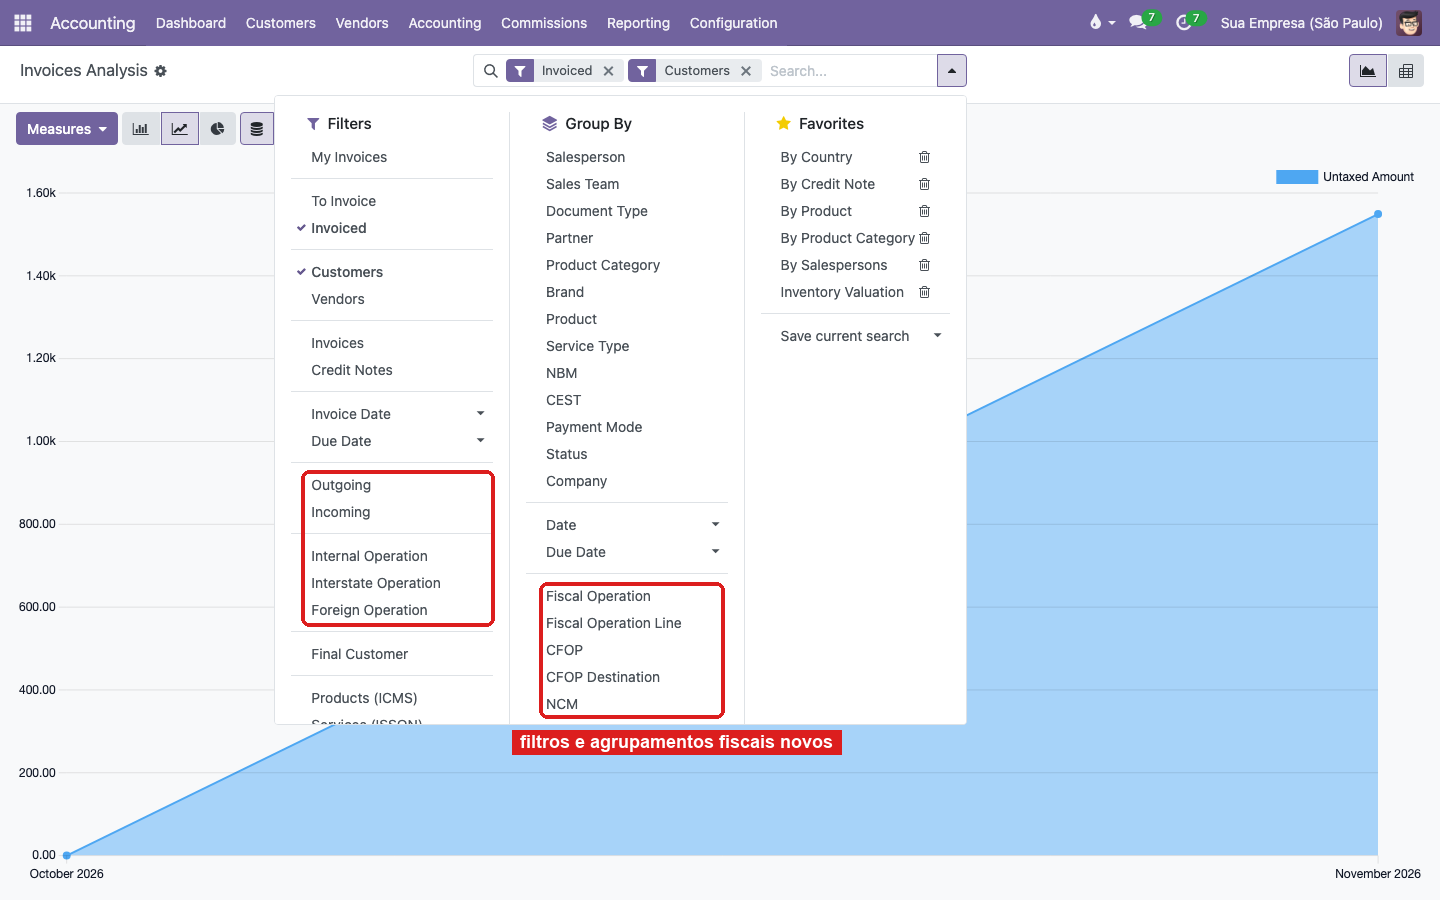 Accounting Dashboard Customers Vendors Accounting Commissions Reporting Configuration 7 7 Sua Empresa (São Paulo)
Invoices Analysis Invoiced Customers Search...
Measures
Filters
My Invoices
To Invoice
Invoiced
Customers
Vendors
Invoices
Credit Notes
Invoice Date
Due Date
Outgoing
Incoming
Internal Operation
Interstate Operation
Foreign Operation
Final Customer
Products (ICMS)
Services (ISSQN)
Group By
Salesperson
Sales Team
Document Type
Partner
Product Category
Brand
Product
Service Type
NBM
CEST
Payment Mode
Status
Company
Date
Due Date
Fiscal Operation
Fiscal Operation Line
CFOP
CFOP Destination
NCM
Favorites
By Country
By Credit Note
By Product
By Product Category
By Salespersons
Inventory Valuation
Save current search
filtros e agrupamentos fiscais novos
Untaxed Amount
1.60k
1.40k
1.20k
1.00k
800.00
600.00
400.00
200.00
0.00
October 2026 November 2026